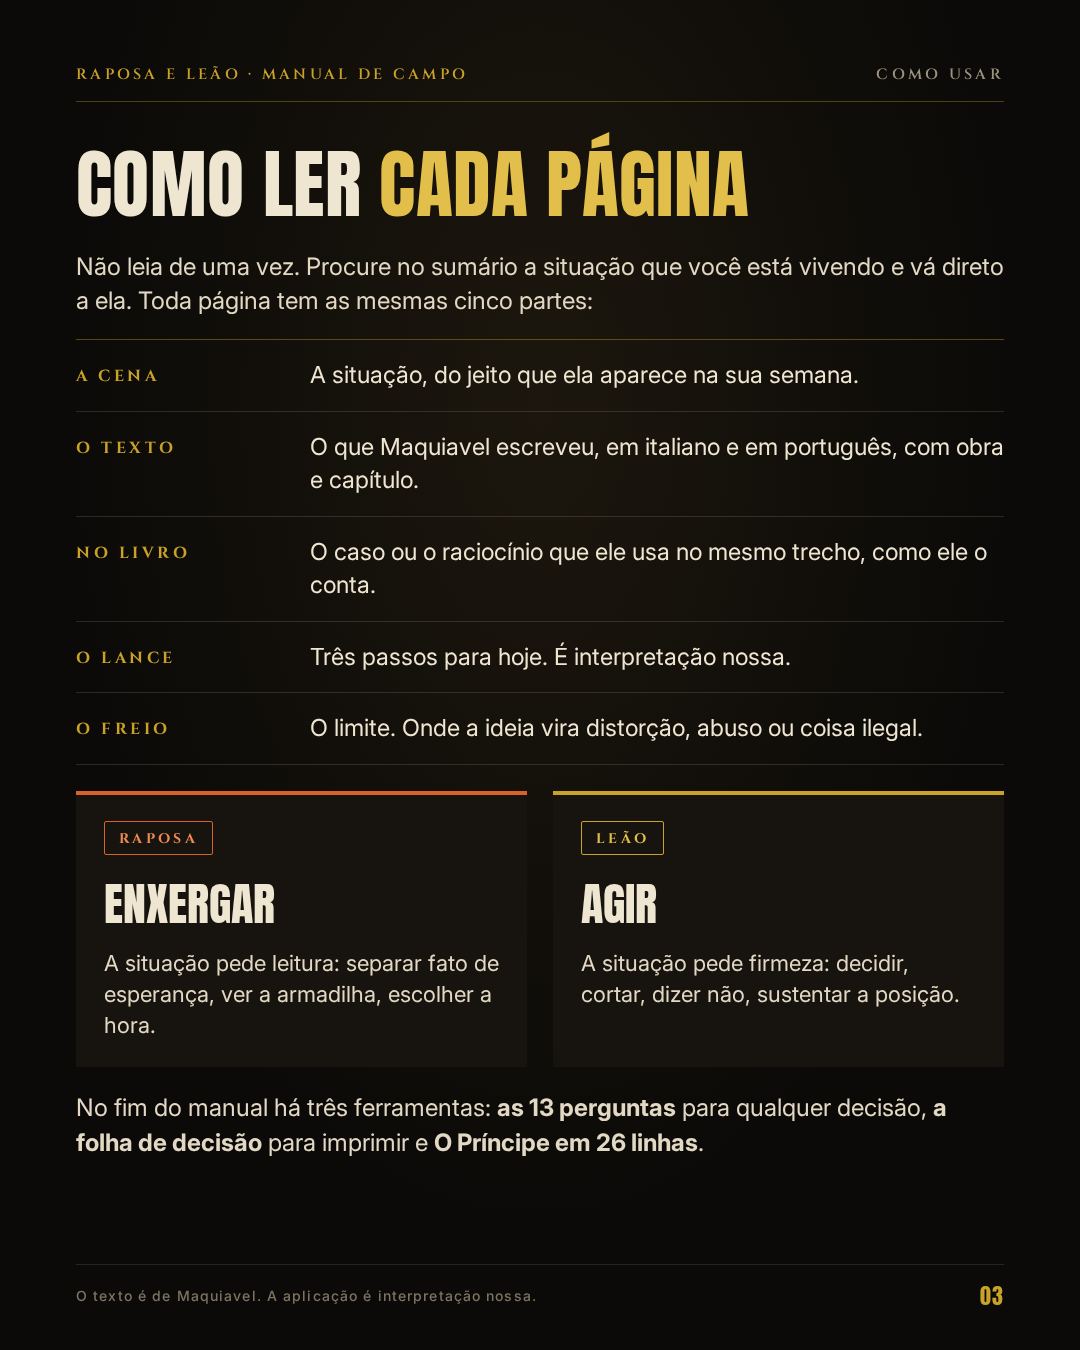 RAPOSA E LEÃO · MANUAL DE CAMPO
COMO USAR
COMO LER CADA PÁGINA
Não leia de uma vez. Procure no sumário a situação que você está vivendo e vá direto
a ela. Toda página tem as mesmas cinco partes:
A CENA
A situação, do jeito que ela aparece na sua semana.
O TEXTO
O que Maquiavel escreveu, em italiano e em português, com obra
e capítulo.
NO LIVRO
O caso ou o raciocínio que ele usa no mesmo trecho, como ele o
conta.
O LANCE
Três passos para hoje. É interpretação nossa.
O FREIO
O limite. Onde a ideia vira distorção, abuso ou coisa ilegal.
RAPOSA
ENXERGAR
A situação pede leitura: separar fato de
esperança, ver a armadilha, escolher a
hora.
LEÃO
AGIR
A situação pede firmeza: decidir,
cortar, dizer não, sustentar a posição.
No fim do manual há três ferramentas: as 13 perguntas para qualquer decisão, a
folha de decisão para imprimir e O Príncipe em 26 linhas.
O texto é de Maquiavel. A aplicação é interpretação nossa.
03